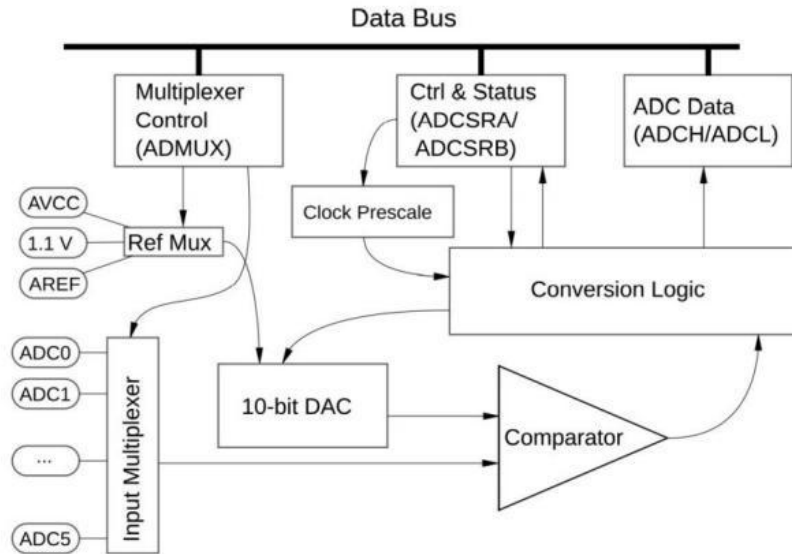 Data Bus
Multiplexer
Control
(ADMUX)
Ctrl & Status
(ADCSRA/
ADCSRB)
ADC Data
(ADCH/ADCL)
Clock Prescale
AVCC
1.1 V
AREF
Ref Mux
Conversion Logic
ADC0
ADC1
...
ADC5
Input Multiplexer
10-bit DAC
Comparator